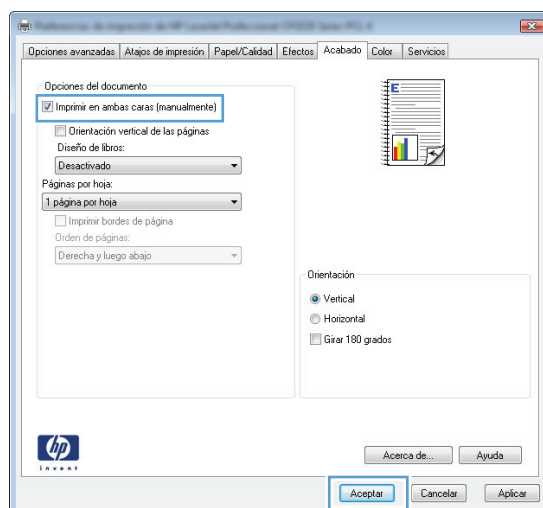 Opciones avanzadas Atajos de impresión Papel/Calidad Efectos Acabado Color Servicios
Opciones del documento
Imprimir en ambas caras (manualmente)
Orientación vertical de las páginas
Diseño de libros:
Desactivado
Páginas por hoja:
1 página por hoja
Imprimir bordes de página
Orden de páginas:
Derecha y luego abajo
E
Orientación
Vertical
Horizontal
Girar 180 grados
hp
invent
Acerca de... Ayuda
Aceptar Cancelar Aplicar